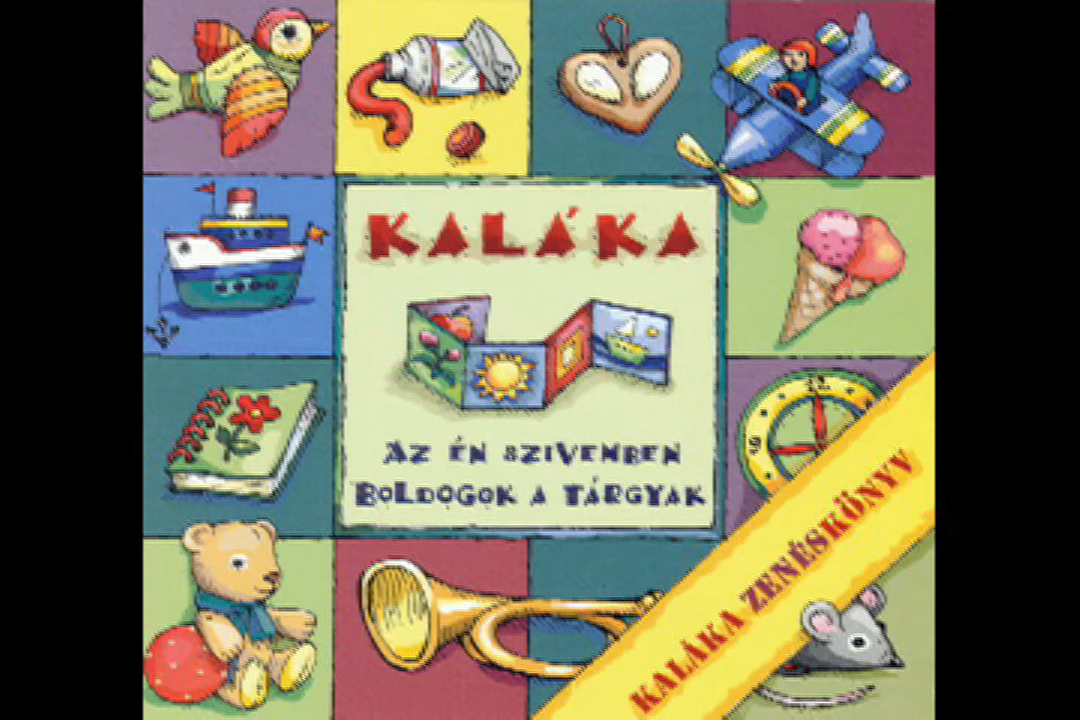 KALÁKA
AZ ÉN SZIVEMBEN
BOLDOGOK A TÁRGYAK
KALÁKA ZENÉSKÖNYV